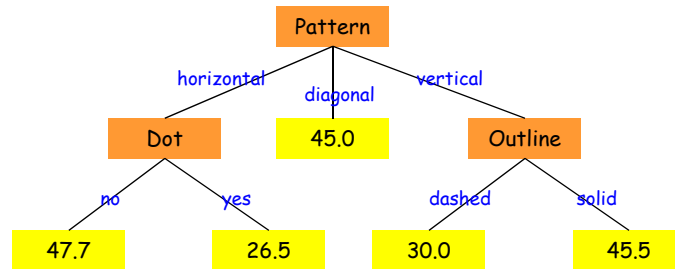 Pattern
horizontal
diagonal
vertical
Dot
45.0
Outline
no
yes
dashed
solid
47.7
26.5
30.0
45.5